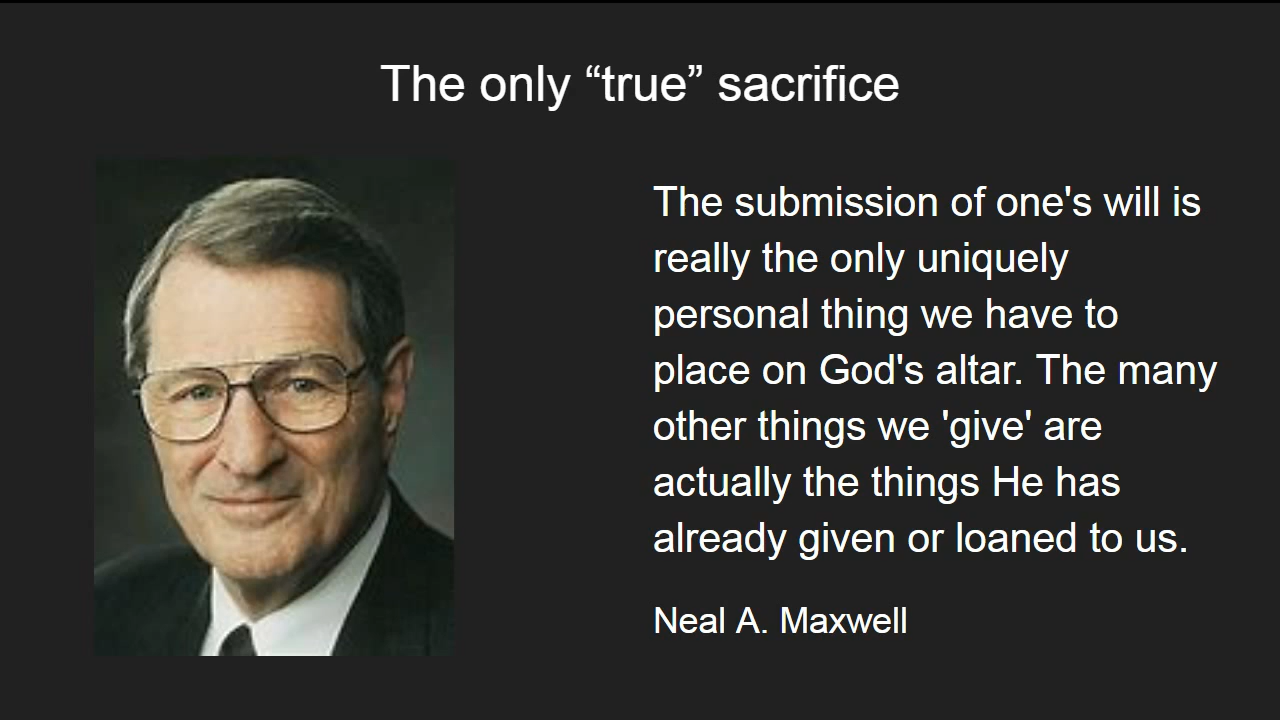 The only “true” sacrifice
The submission of one's will is
really the only uniquely
personal thing we have to
place on God's altar. The many
other things we 'give' are
actually the things He has
already given or loaned to us.
Neal A. Maxwell